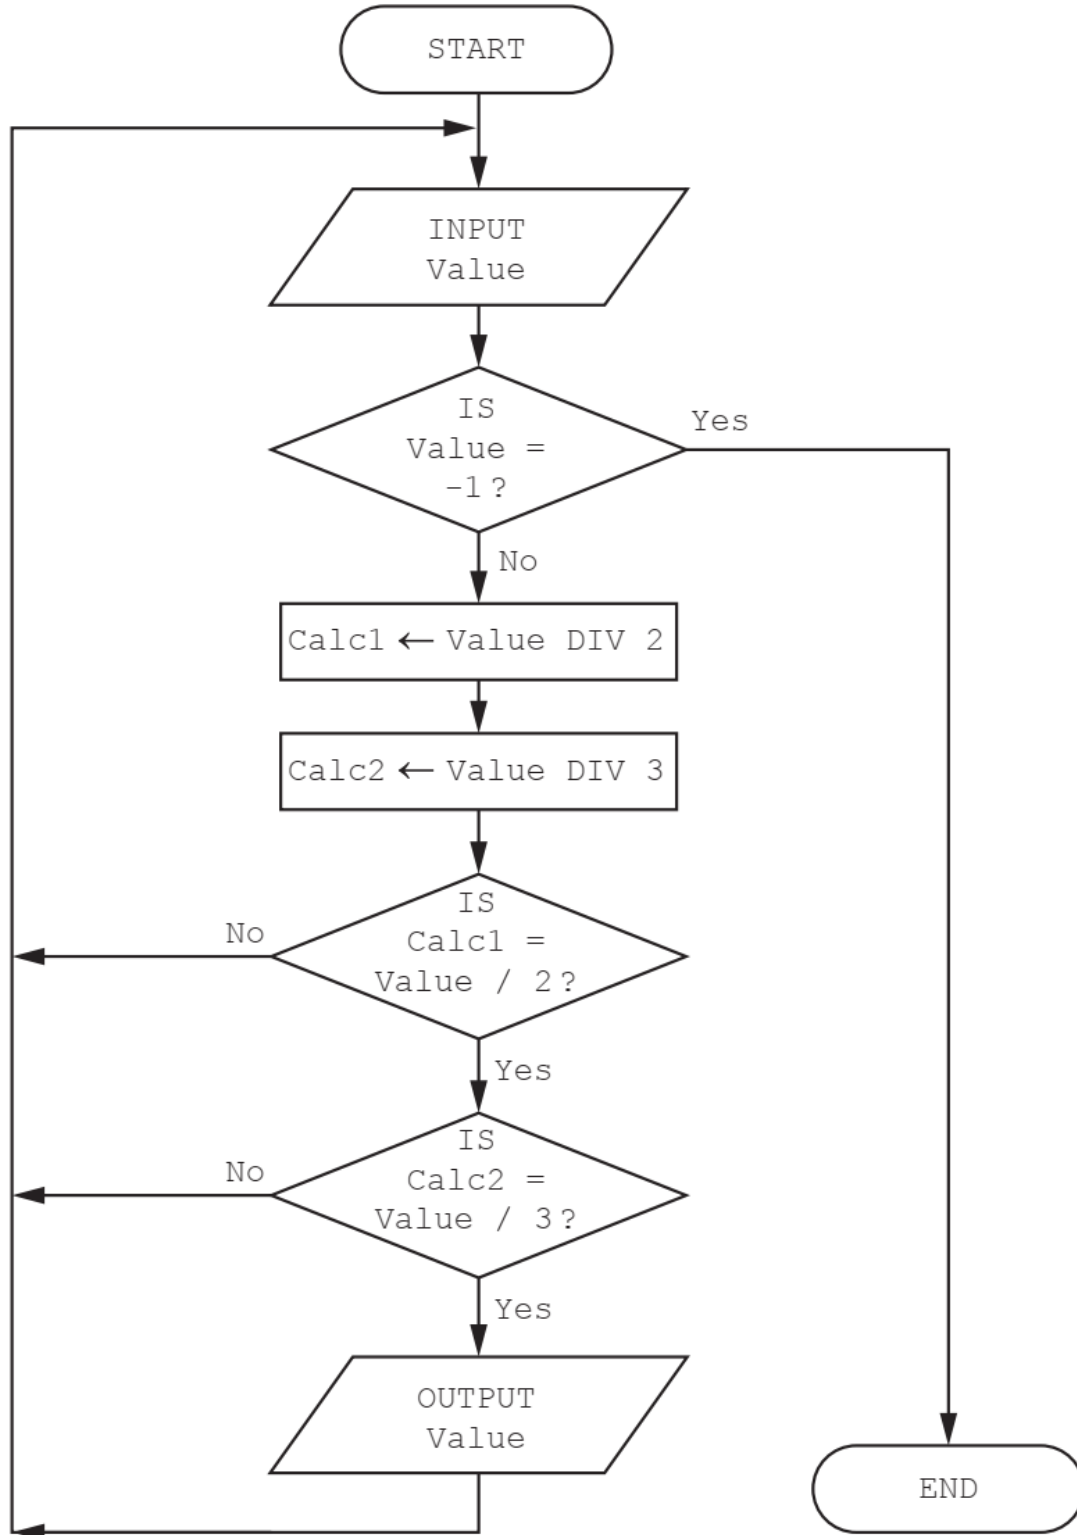 START
INPUT
Value
IS
Value =
–1?
Yes
No
Calc1 ← Value DIV 2
Calc2 ← Value DIV 3
IS
Calc1 =
Value / 2?
No
Yes
IS
Calc2 =
Value / 3?
No
Yes
OUTPUT
Value
END